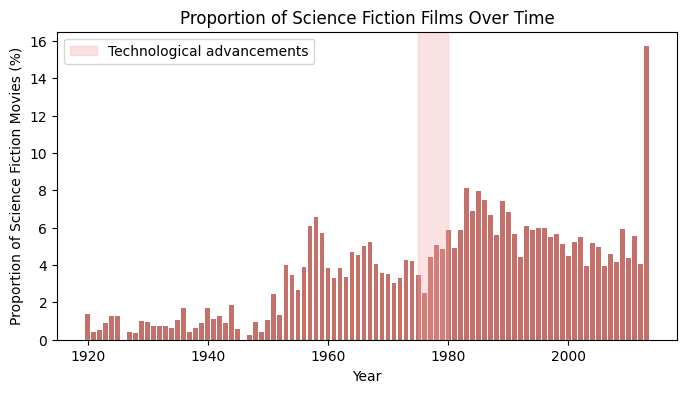 Proportion of Science Fiction Films Over Time
Technological advancements
Proportion of Science Fiction Movies (%)
16
14
12
10
8
6
4
2
0
1920 1940 1960 1980 2000
Year